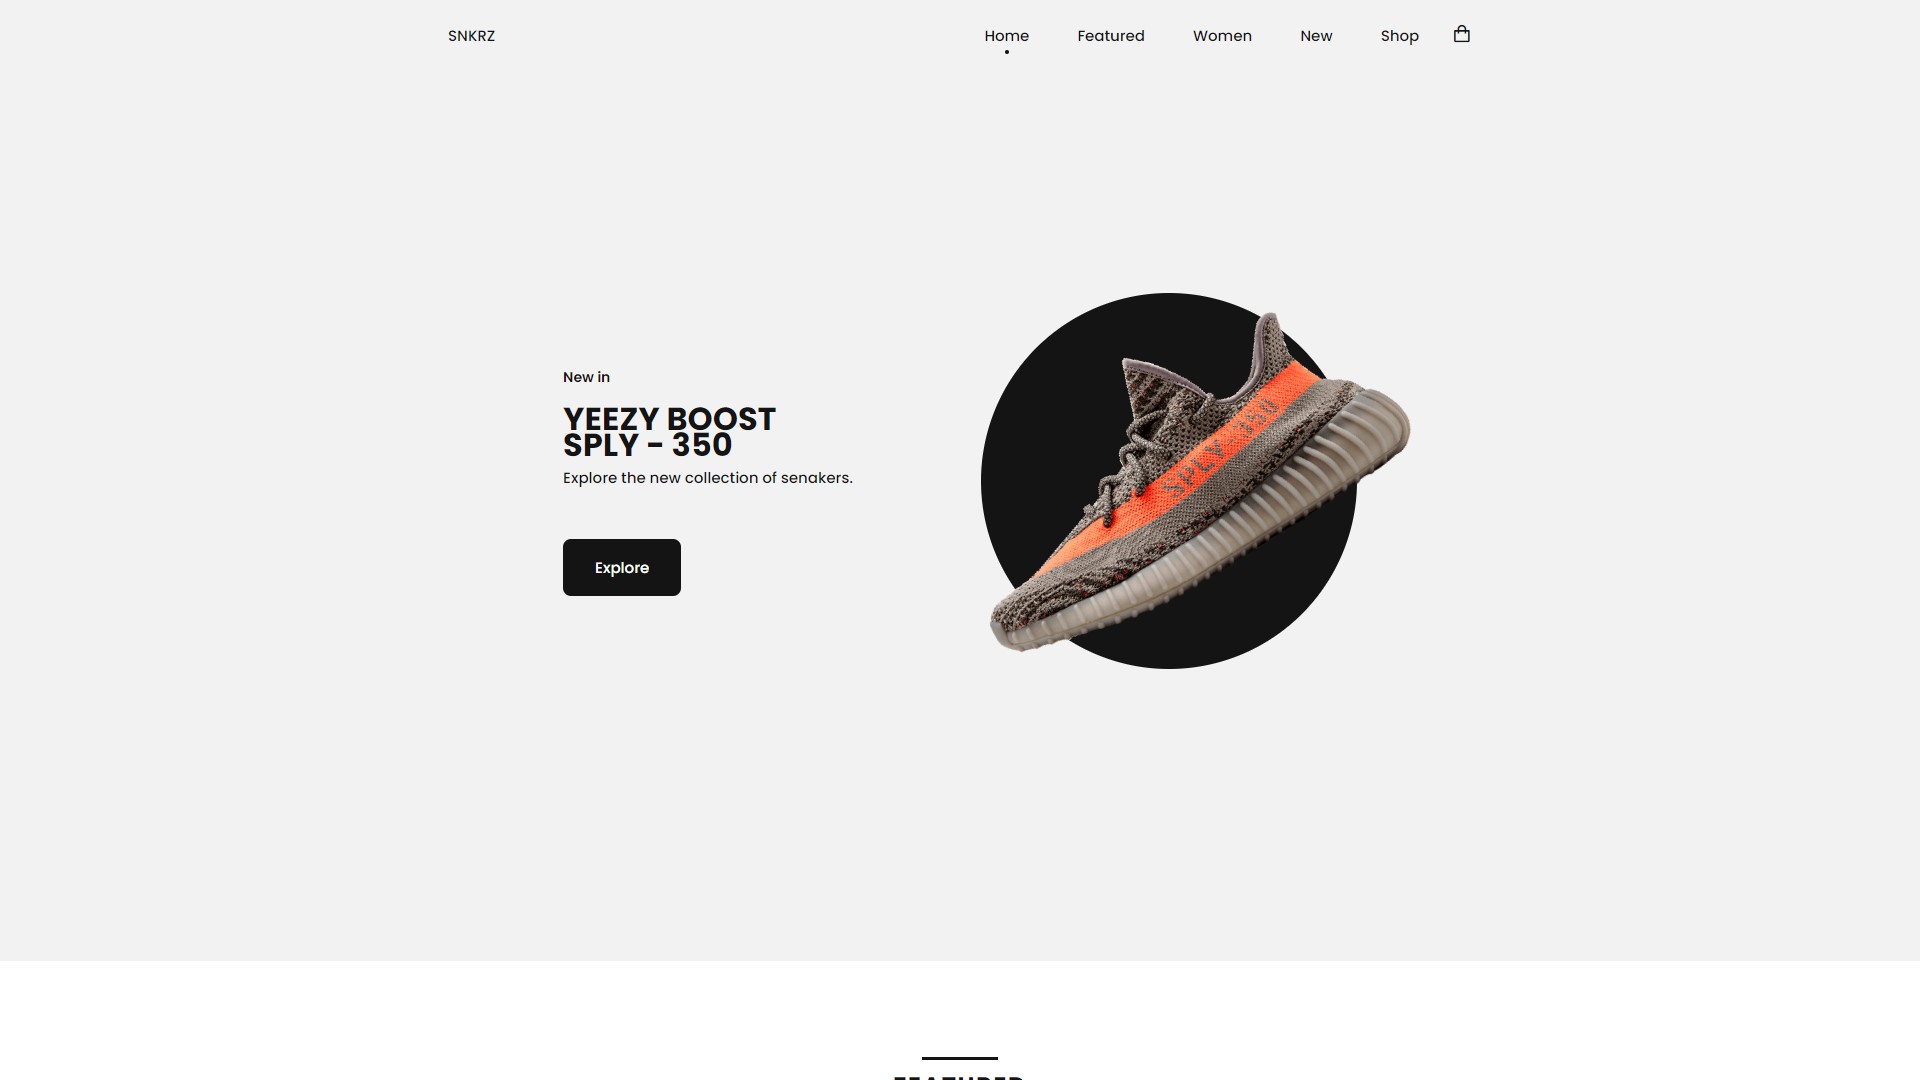 SNKRZ
Home
Featured
Women
New
Shop
New in
YEEZY BOOST
SPLY - 350
Explore the new collection of senakers.
Explore
SPLY-350
FEATURED